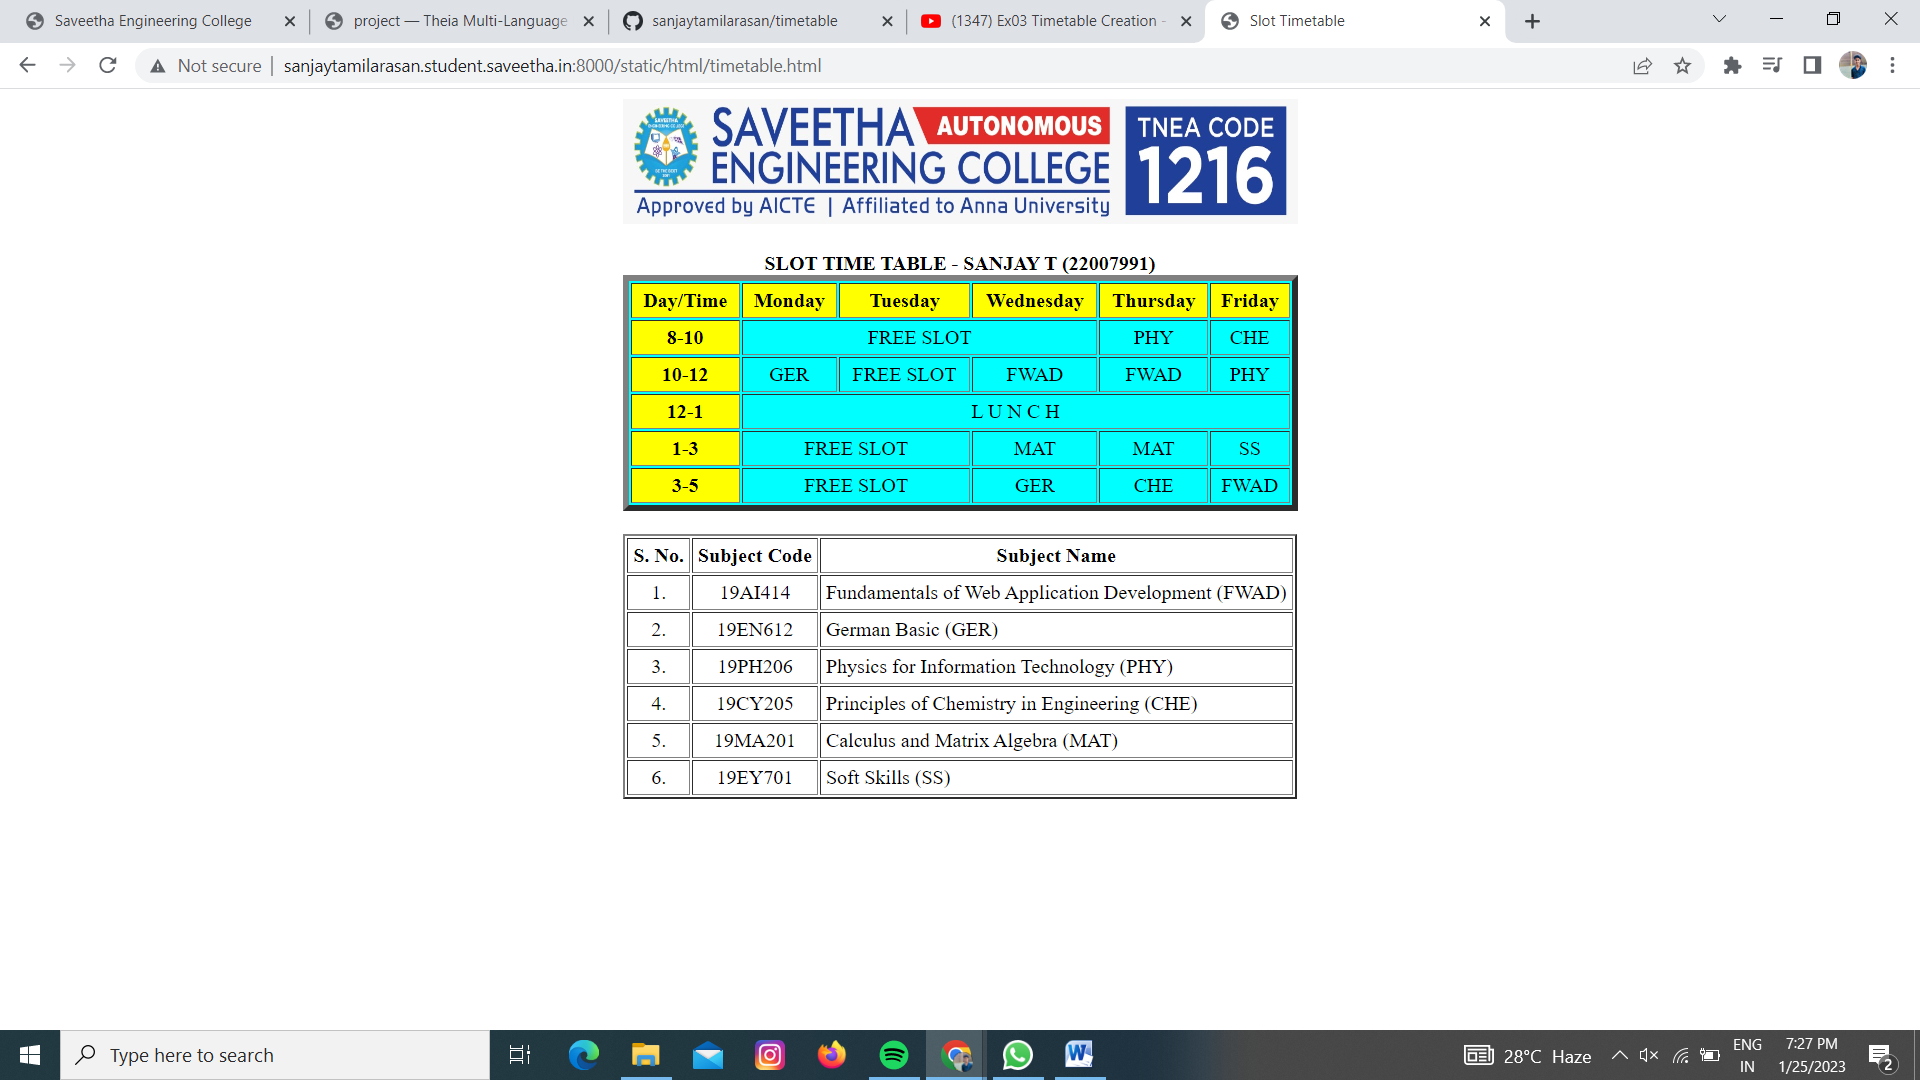 Saveetha Engineering College
project — Theia Multi-Language
sanjaytamilarasan/timetable
(1347) Ex03 Timetable Creation -
Slot Timetable
Not secure | sanjaytamilarasan.student.saveetha.in:8000/static/html/timetable.html
SAVEETHA AUTONOMOUS
ENGINEERING COLLEGE
Approved by AICTE | Affiliated to Anna University
TNEA CODE
1216
SLOT TIME TABLE - SANJAY T (22007991)
Day/Time Monday Tuesday Wednesday Thursday Friday
8-10 FREE SLOT PHY CHE
10-12 GER FREE SLOT FWAD FWAD PHY
12-1 L U N C H
1-3 FREE SLOT MAT MAT SS
3-5 FREE SLOT GER CHE FWAD
S. No. Subject Code Subject Name
1. 19AI414 Fundamentals of Web Application Development (FWAD)
2. 19EN612 German Basic (GER)
3. 19PH206 Physics for Information Technology (PHY)
4. 19CY205 Principles of Chemistry in Engineering (CHE)
5. 19MA201 Calculus and Matrix Algebra (MAT)
6. 19EY701 Soft Skills (SS)
Type here to search
28°C Haze
ENG
IN
7:27 PM
1/25/2023
2